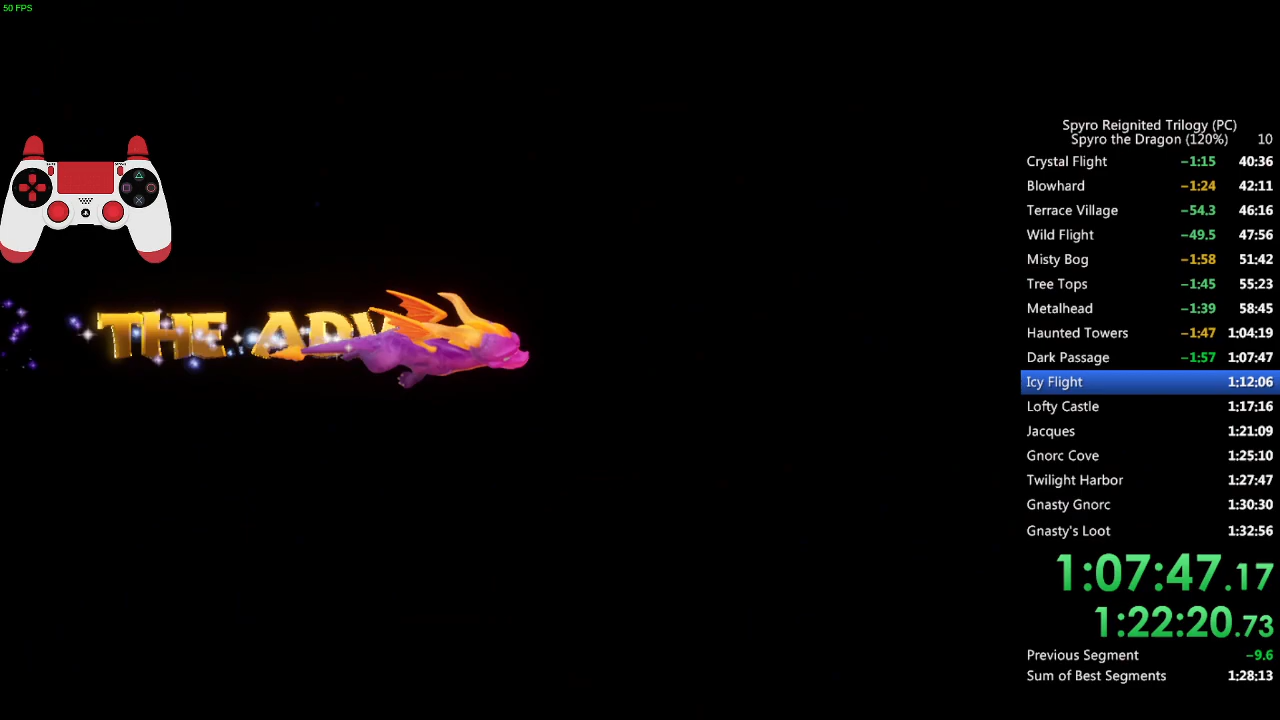 50 FPS
THE ADV
Spyro Reignited Trilogy (PC)
Spyro the Dragon (120%) 10
Crystal Flight −1:15 40:36
Blowhard −1:24 42:11
Terrace Village −54.3 46:16
Wild Flight −49.5 47:56
Misty Bog −1:58 51:42
Tree Tops −1:45 55:23
Metalhead −1:39 58:45
Haunted Towers −1:47 1:04:19
Dark Passage −1:57 1:07:47
Icy Flight 1:12:06
Lofty Castle 1:17:16
Jacques 1:21:09
Gnorc Cove 1:25:10
Twilight Harbor 1:27:47
Gnasty Gnorc 1:30:30
Gnasty's Loot 1:32:56
1:07:47.17
1:22:20.73
Previous Segment −9.6
Sum of Best Segments 1:28:13